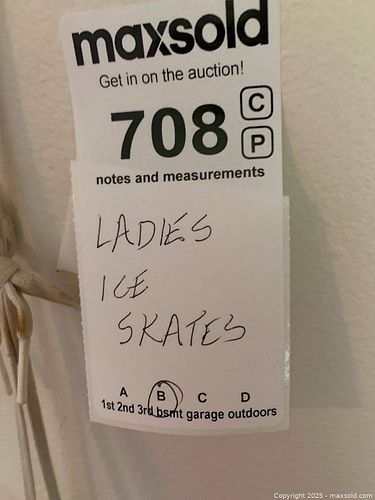 maxsold
Get in on the auction!
708
C
P
notes and measurements
LADIES
ICE
SKATES
A B C D
1st 2nd 3rd bsmt garage outdoors
Copyright 2025 - maxsold.com